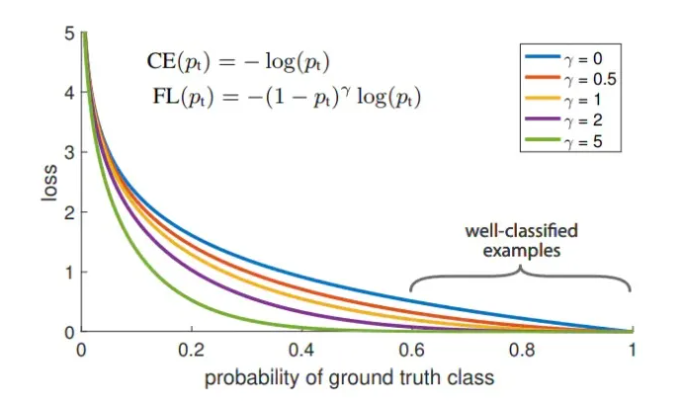 5
CE(pt) = − log(pt)
FL(pt) = −(1 − pt)γ log(pt)
γ = 0
γ = 0.5
γ = 1
γ = 2
γ = 5
4
3
loss
2
well-classified
examples
1
0
0
0.2
0.4
0.6
0.8
1
probability of ground truth class